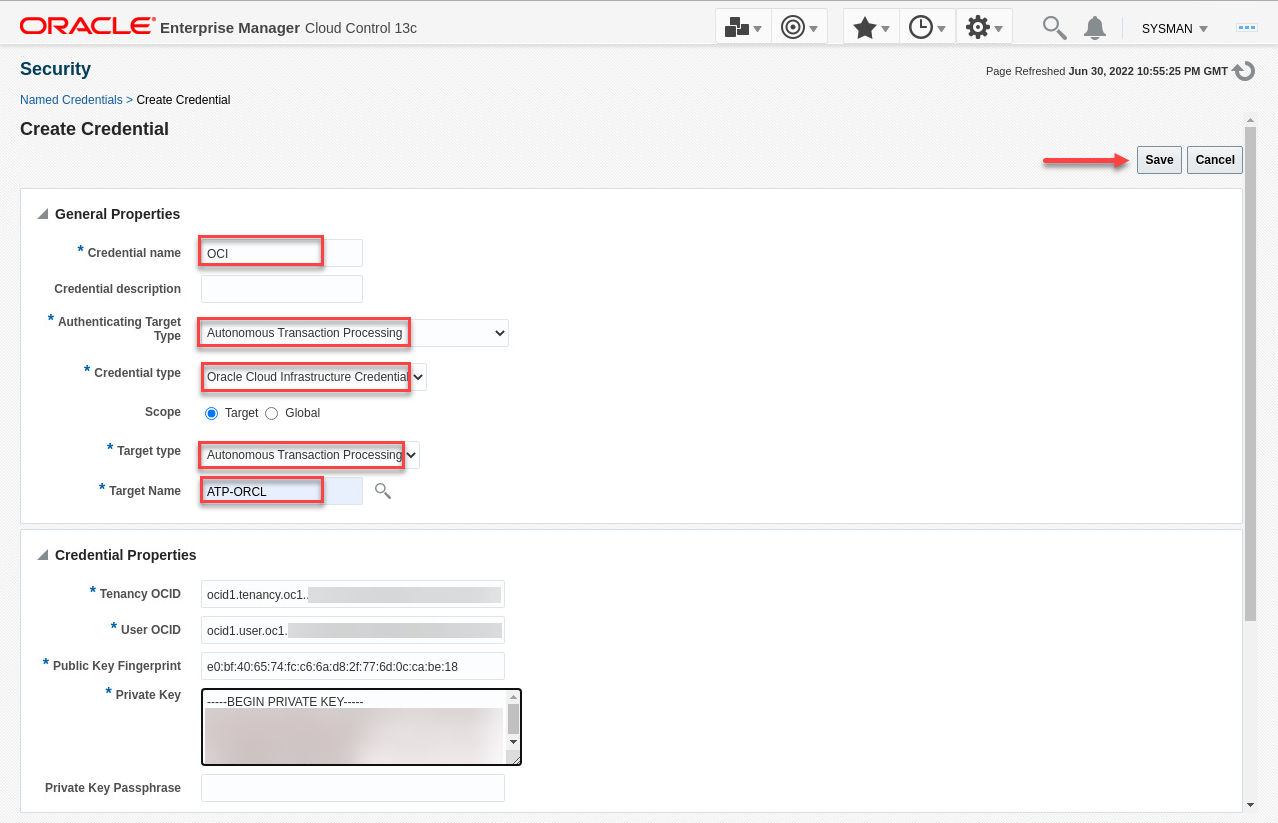 ORACLE® Enterprise Manager Cloud Control 13c
SYSMAN
Security
Page Refreshed Jun 30, 2022 10:55:25 PM GMT
Named Credentials > Create Credential
Create Credential
Save Cancel
General Properties
* Credential name OCI
Credential description
* Authenticating Target
Type
Autonomous Transaction Processing
* Credential type Oracle Cloud Infrastructure Credential
Scope Target Global
* Target type Autonomous Transaction Processing
* Target Name ATP-ORCL
Credential Properties
* Tenancy OCID ocid1.tenancy.oc1..
* User OCID ocid1.user.oc1.
* Public Key Fingerprint e0:bf:40:65:74:fc:c6:6a:d8:2f:77:6d:0c:ca:be:18
* Private Key -----BEGIN PRIVATE KEY-----
Private Key Passphrase